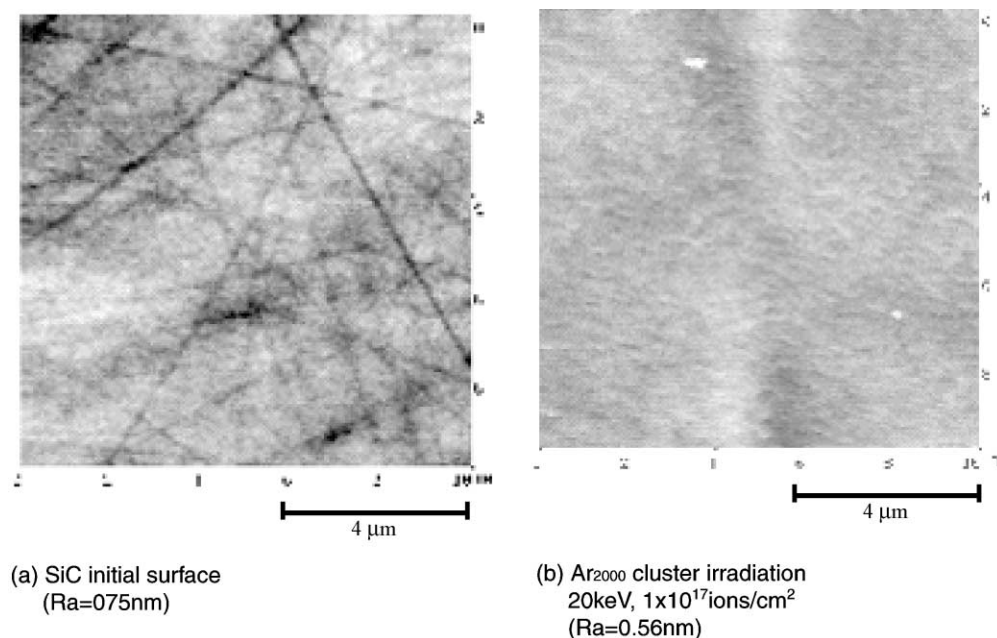 4 μm
4 μm
(a) SiC initial surface
(Ra=075nm)
(b) Ar₂₀₀₀ cluster irradiation
20keV, 1x10¹⁷ions/cm²
(Ra=0.56nm)